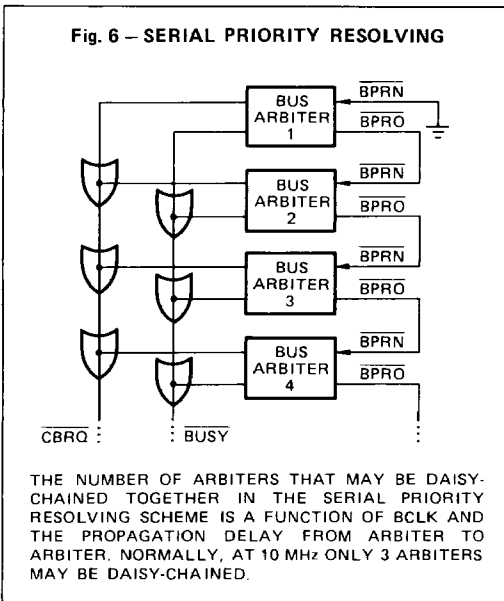 Fig. 6 – SERIAL PRIORITY RESOLVING
BUS
ARBITER
1
BPRN
BPRO
BUS
ARBITER
2
BPRN
BPRO
BUS
ARBITER
3
BPRN
BPRO
BUS
ARBITER
4
BPRN
BPRO
CBRQ
BUSY
THE NUMBER OF ARBITERS THAT MAY BE DAISY-
CHAINED TOGETHER IN THE SERIAL PRIORITY
RESOLVING SCHEME IS A FUNCTION OF BCLK AND
THE PROPAGATION DELAY FROM ARBITER TO
ARBITER. NORMALLY, AT 10 MHz ONLY 3 ARBITERS
MAY BE DAISY-CHAINED.